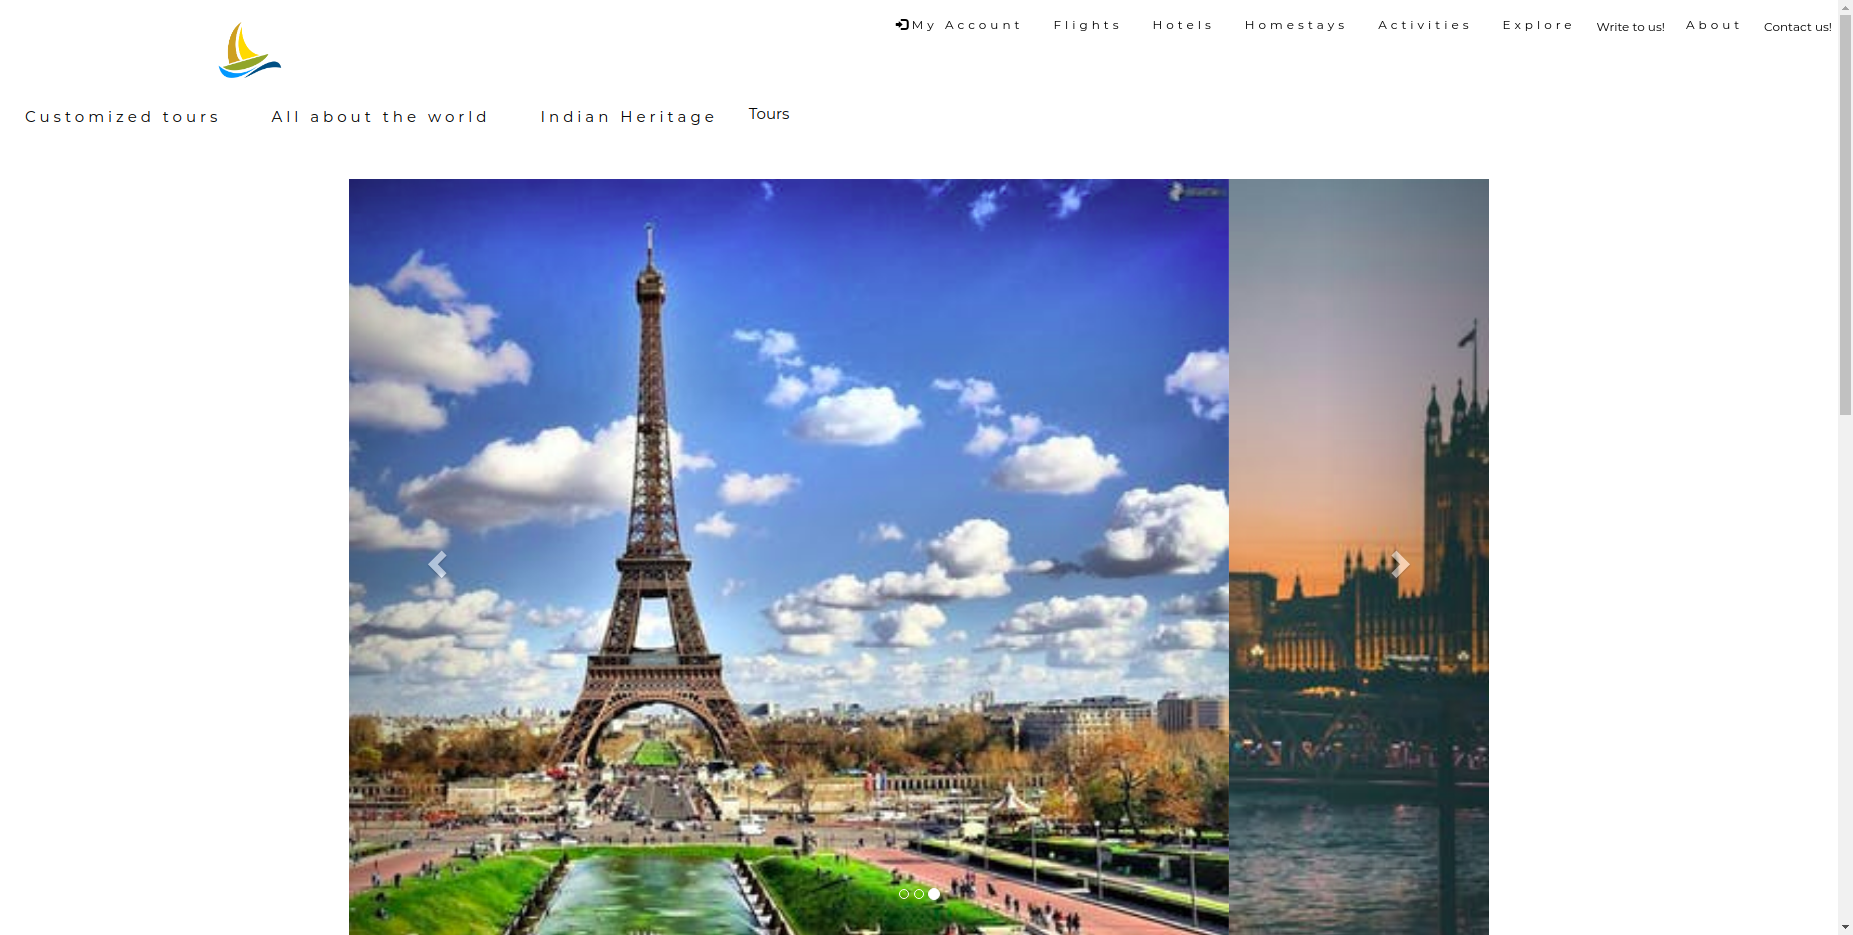 My Account Flights Hotels Homestays Activities Explore Write to us! About Contact us!
Customized tours All about the world Indian Heritage Tours